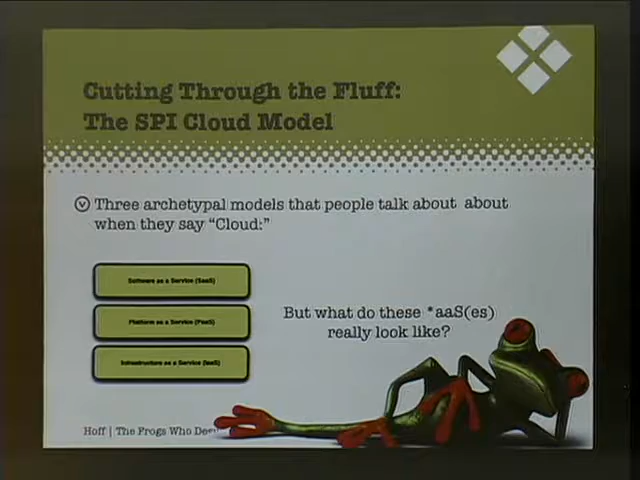 Cutting Through the Fluff:
The SPI Cloud Model
Three archetypal models that people talk about about
when they say “Cloud:”
Software as a Service (SaaS)
Platform as a Service (PaaS)
Infrastructure as a Service (IaaS)
But what do these *aaS(es)
really look like?
Hoff | The Frogs Who